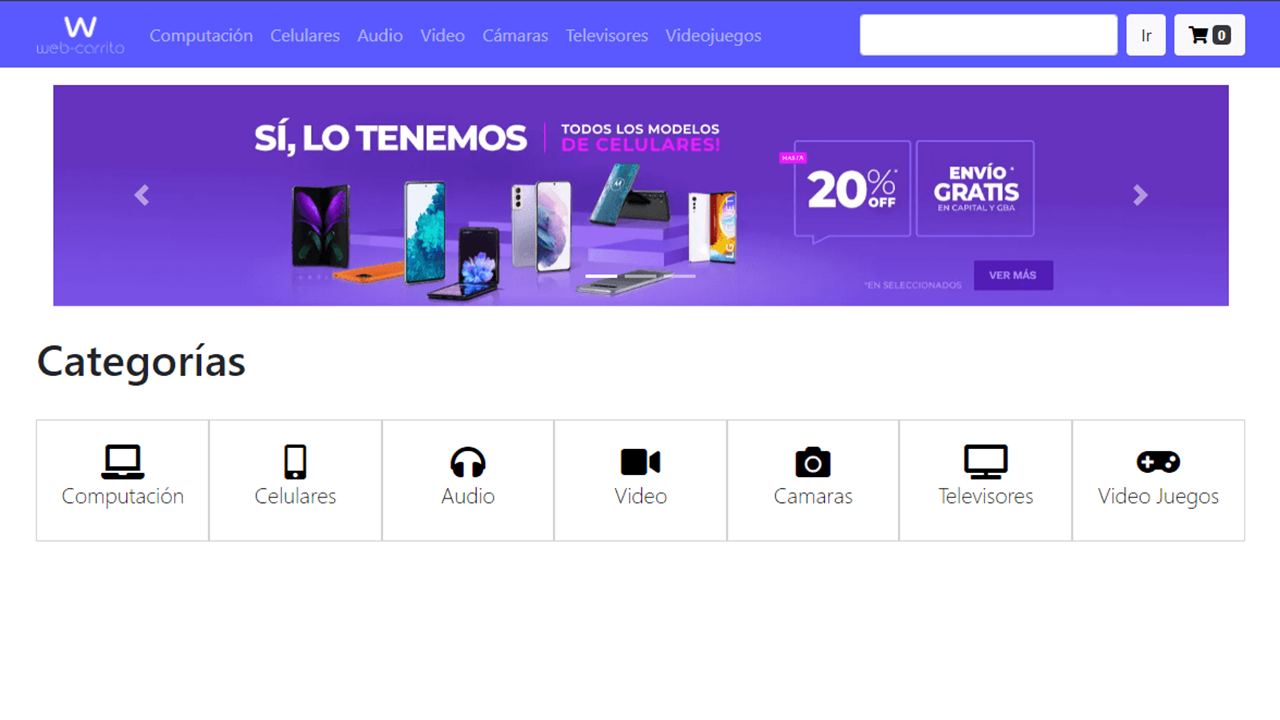 W
web-carrito
Computación Celulares Audio Video Cámaras Televisores Videojuegos
Ir
0
SÍ, LO TENEMOS
TODOS LOS MODELOS
DE CELULARES!
HASTA
20%* OFF
ENVÍO*
GRATIS
EN CAPITAL Y GBA
*EN SELECCIONADOS
VER MÁS
Categorías
Computación
Celulares
Audio
Video
Camaras
Televisores
Video Juegos